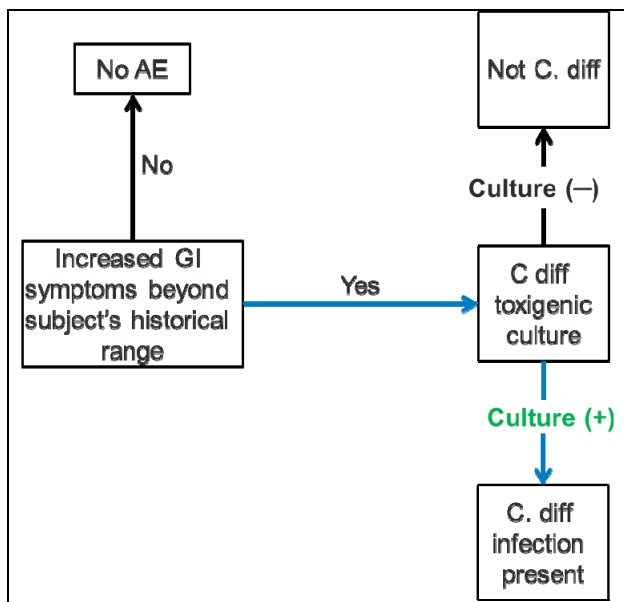 No AE
Not C. diff
No
Culture (—)
Increased GI
symptoms beyond
subject's historical
range
Yes
C diff
toxigenic
culture
Culture (+)
C. diff
infection
present